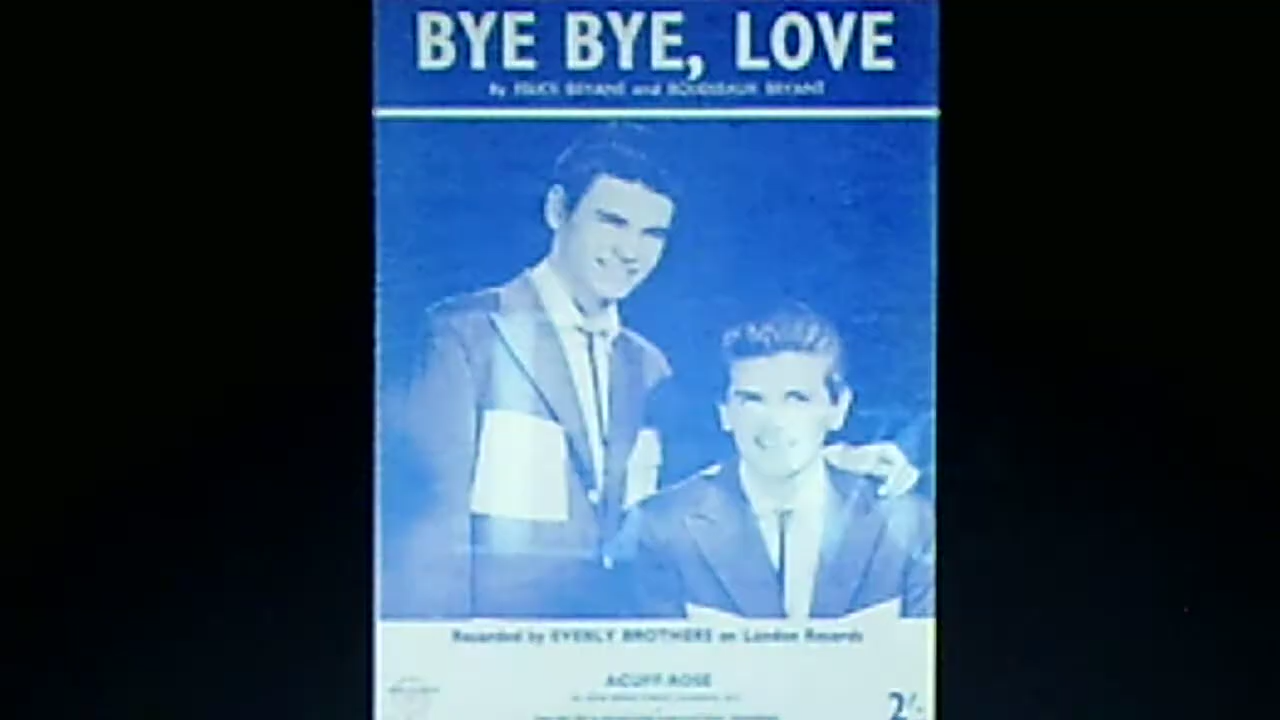 BYE BYE, LOVE
By FELICE BRYANT and BOUDLEAUX BRYANT
Recorded by EVERLY BROTHERS on London Records
ACUFF-ROSE
2/-